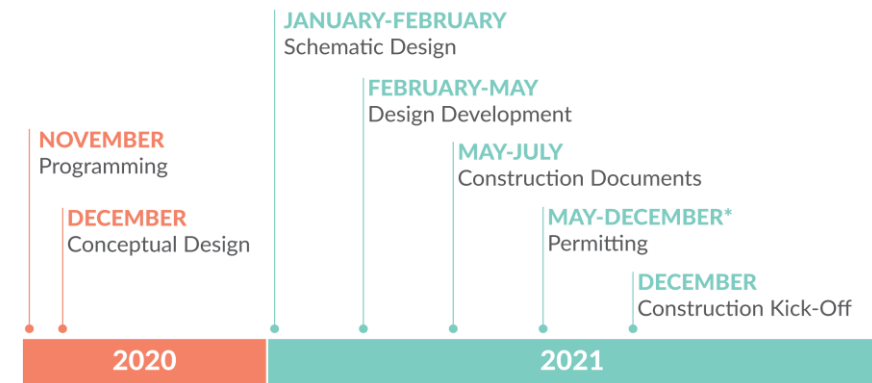 JANUARY-FEBRUARY
Schematic Design
FEBRUARY-MAY
Design Development
NOVEMBER
Programming
MAY-JULY
Construction Documents
DECEMBER
Conceptual Design
MAY-DECEMBER*
Permitting
DECEMBER
Construction Kick-Off
2020
2021